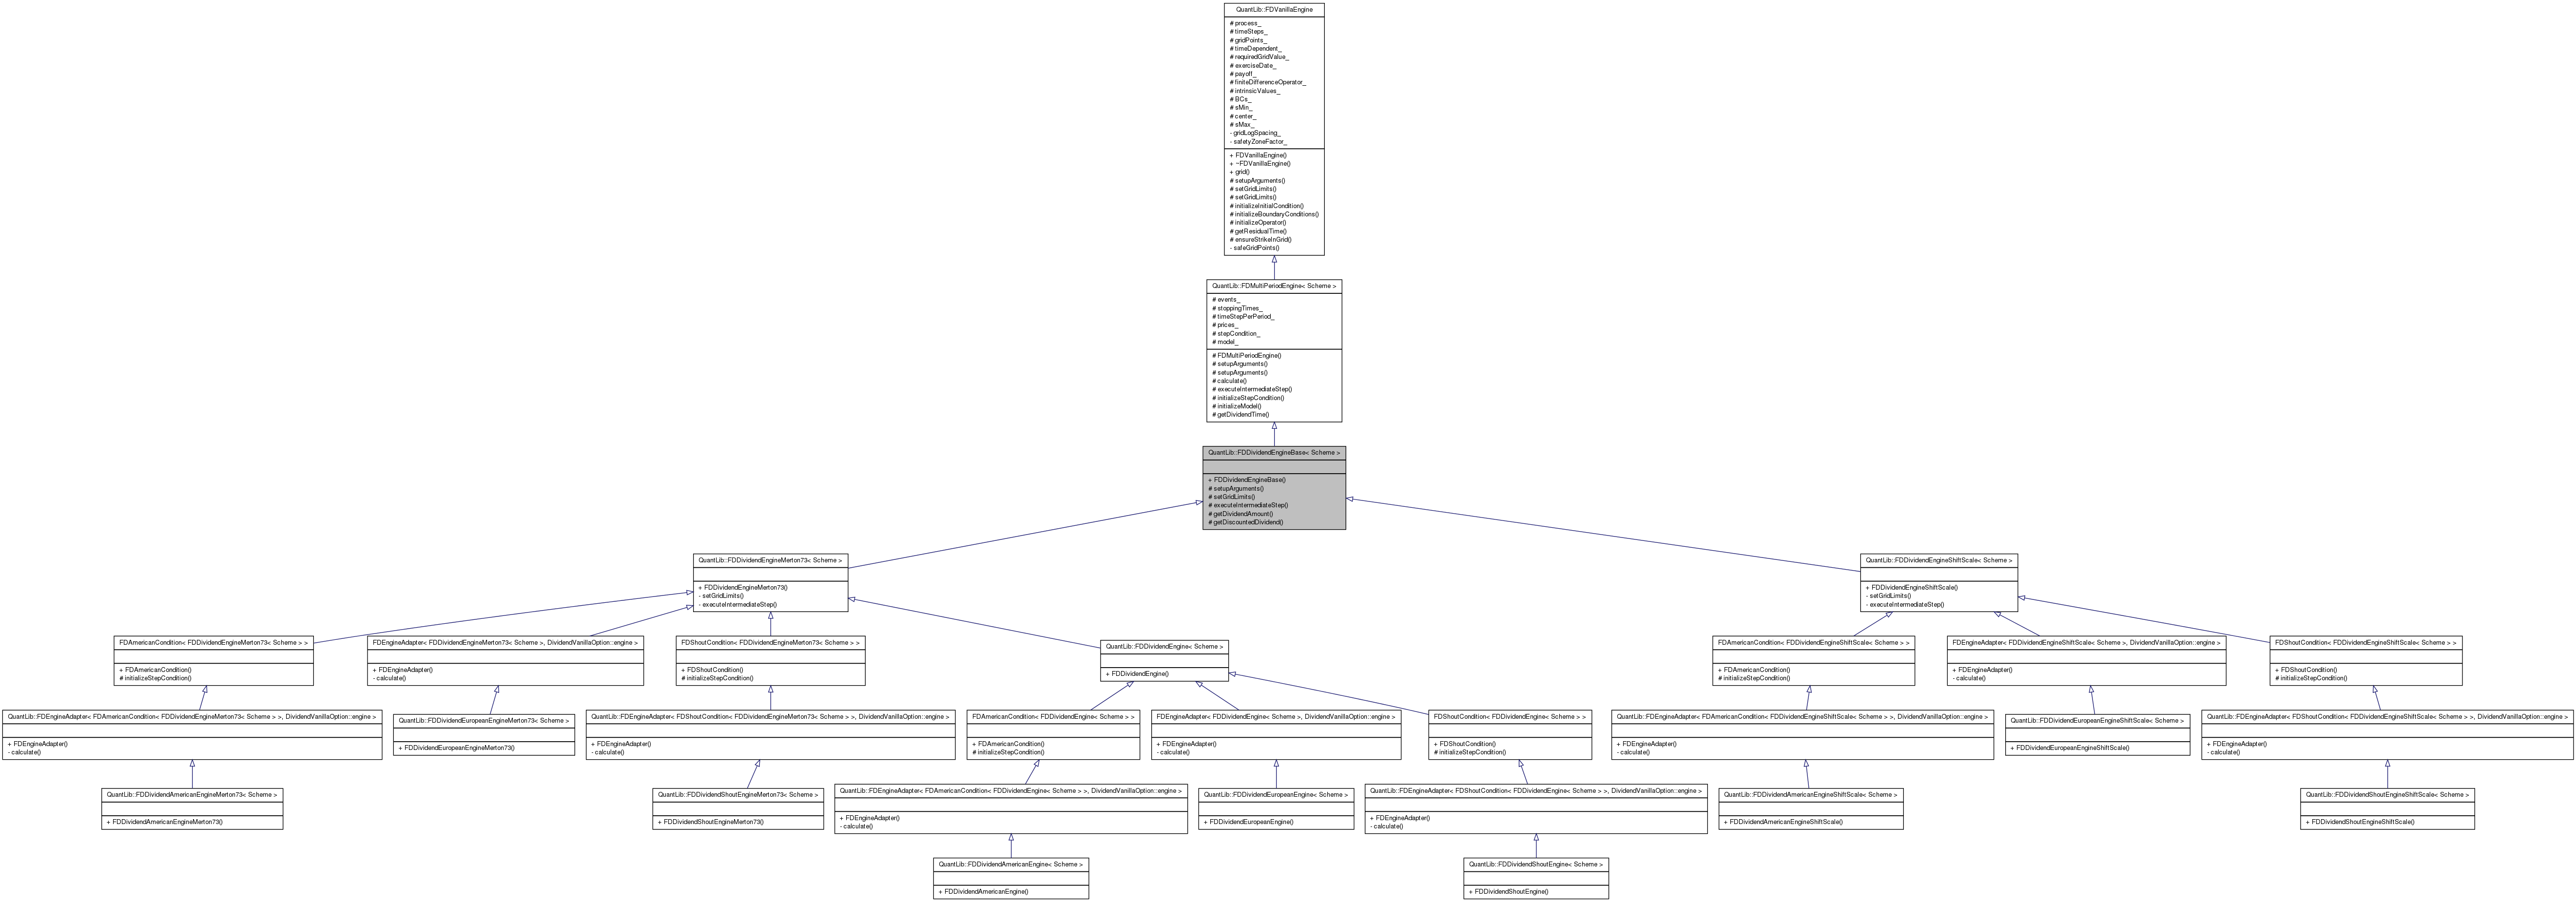 QuantLib::FDVanillaEngine
# process_
# timeSteps_
# gridPoints_
# timeDependent_
# requiredGridValue_
# exerciseDate_
# payoff_
# finiteDifferenceOperator_
# intrinsicValues_
# BCs_
# sMin_
# center_
# sMax_
- gridLogSpacing_
- safetyZoneFactor_
+ FDVanillaEngine()
+ ~FDVanillaEngine()
+ grid()
# setupArguments()
# setGridLimits()
# setGridLimits()
# initializeInitialCondition()
# initializeBoundaryConditions()
# initializeOperator()
# getResidualTime()
# ensureStrikeInGrid()
- safeGridPoints()
QuantLib::FDMultiPeriodEngine< Scheme >
# events_
# stoppingTimes_
# timeStepPerPeriod_
# prices_
# stepCondition_
# model_
# FDMultiPeriodEngine()
# setupArguments()
# setupArguments()
# calculate()
# executeIntermediateStep()
# initializeStepCondition()
# initializeModel()
# getDividendTime()
QuantLib::FDDividendEngineBase< Scheme >
+ FDDividendEngineBase()
# setupArguments()
# setGridLimits()
# executeIntermediateStep()
# getDividendAmount()
# getDiscountedDividend()
QuantLib::FDDividendEngineMerton73< Scheme >
+ FDDividendEngineMerton73()
- setGridLimits()
- executeIntermediateStep()
QuantLib::FDDividendEngineShiftScale< Scheme >
+ FDDividendEngineShiftScale()
- setGridLimits()
- executeIntermediateStep()
FDAmericanCondition< FDDividendEngineMerton73< Scheme > >
+ FDAmericanCondition()
# initializeStepCondition()
FDEngineAdapter< FDDividendEngineMerton73< Scheme >, DividendVanillaOption::engine >
+ FDEngineAdapter()
- calculate()
FDShoutCondition< FDDividendEngineMerton73< Scheme > >
+ FDShoutCondition()
# initializeStepCondition()
QuantLib::FDDividendEngine< Scheme >
+ FDDividendEngine()
FDAmericanCondition< FDDividendEngineShiftScale< Scheme > >
+ FDAmericanCondition()
# initializeStepCondition()
FDEngineAdapter< FDDividendEngineShiftScale< Scheme >, DividendVanillaOption::engine >
+ FDEngineAdapter()
- calculate()
FDShoutCondition< FDDividendEngineShiftScale< Scheme > >
+ FDShoutCondition()
# initializeStepCondition()
QuantLib::FDEngineAdapter< FDAmericanCondition< FDDividendEngineMerton73< Scheme > >, DividendVanillaOption::engine >
+ FDEngineAdapter()
- calculate()
QuantLib::FDDividendEuropeanEngineMerton73< Scheme >
+ FDDividendEuropeanEngineMerton73()
QuantLib::FDEngineAdapter< FDShoutCondition< FDDividendEngineMerton73< Scheme > >, DividendVanillaOption::engine >
+ FDEngineAdapter()
- calculate()
FDAmericanCondition< FDDividendEngine< Scheme > >
+ FDAmericanCondition()
# initializeStepCondition()
FDEngineAdapter< FDDividendEngine< Scheme >, DividendVanillaOption::engine >
+ FDEngineAdapter()
- calculate()
FDShoutCondition< FDDividendEngine< Scheme > >
+ FDShoutCondition()
# initializeStepCondition()
QuantLib::FDEngineAdapter< FDAmericanCondition< FDDividendEngineShiftScale< Scheme > >, DividendVanillaOption::engine >
+ FDEngineAdapter()
- calculate()
QuantLib::FDDividendEuropeanEngineShiftScale< Scheme >
+ FDDividendEuropeanEngineShiftScale()
QuantLib::FDEngineAdapter< FDShoutCondition< FDDividendEngineShiftScale< Scheme > >, DividendVanillaOption::engine >
+ FDEngineAdapter()
- calculate()
QuantLib::FDDividendAmericanEngineMerton73< Scheme >
+ FDDividendAmericanEngineMerton73()
QuantLib::FDDividendShoutEngineMerton73< Scheme >
+ FDDividendShoutEngineMerton73()
QuantLib::FDEngineAdapter< FDAmericanCondition< FDDividendEngine< Scheme > >, DividendVanillaOption::engine >
+ FDEngineAdapter()
- calculate()
QuantLib::FDDividendEuropeanEngine< Scheme >
+ FDDividendEuropeanEngine()
QuantLib::FDEngineAdapter< FDShoutCondition< FDDividendEngine< Scheme > >, DividendVanillaOption::engine >
+ FDEngineAdapter()
- calculate()
QuantLib::FDDividendAmericanEngineShiftScale< Scheme >
+ FDDividendAmericanEngineShiftScale()
QuantLib::FDDividendShoutEngineShiftScale< Scheme >
+ FDDividendShoutEngineShiftScale()
QuantLib::FDDividendAmericanEngine< Scheme >
+ FDDividendAmericanEngine()
QuantLib::FDDividendShoutEngine< Scheme >
+ FDDividendShoutEngine()